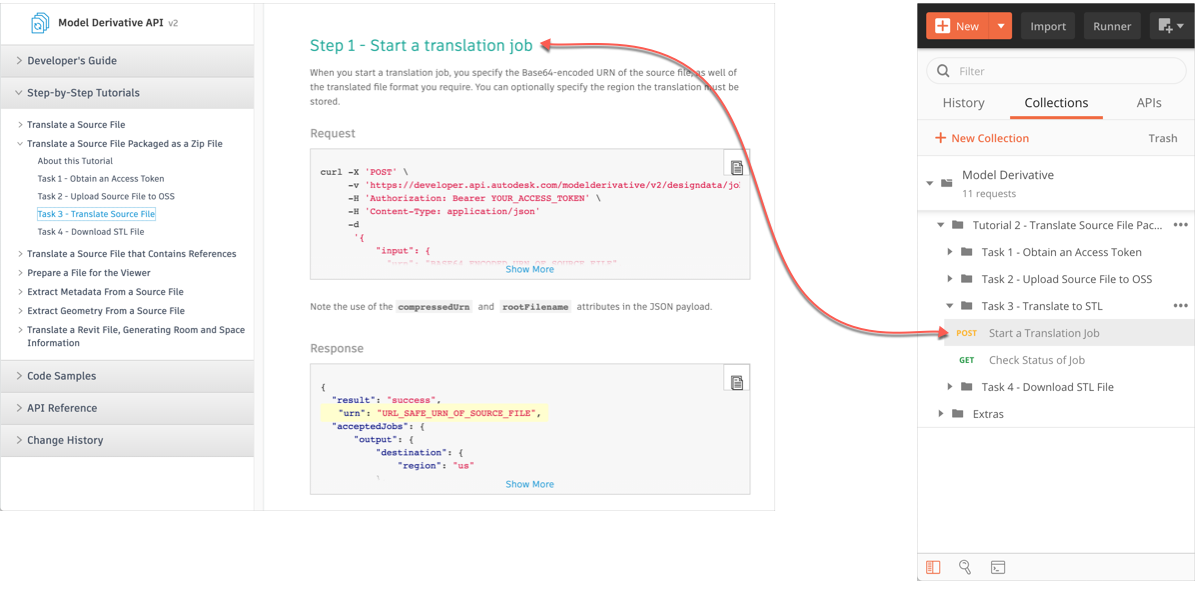 Model Derivative API v2
Developer's Guide
Step-by-Step Tutorials
Translate a Source File
Translate a Source File Packaged as a Zip File
About this Tutorial
Task 1 - Obtain an Access Token
Task 2 - Upload Source File to OSS
Task 3 - Translate Source File
Task 4 - Download STL File
Translate a Source File that Contains References
Prepare a File for the Viewer
Extract Metadata From a Source File
Extract Geometry From a Source File
Translate a Revit File, Generating Room and Space
Information
Code Samples
API Reference
Change History
Step 1 - Start a translation job
When you start a translation job, you specify the Base64-encoded URN of the source file, as well of
the translated file format you require. You can optionally specify the region the translation must be
stored.
Request
curl -X 'POST' \
-v 'https://developer.api.autodesk.com/modelderivative/v2/designdata/jo
-H 'Authorization: Bearer YOUR_ACCESS_TOKEN' \
-H 'Content-Type: application/json'
-d
'{
"input": {
"urn": "BASE64_ENCODED_URN_OF_SOURCE_FILE"
Show More
Note the use of the compressedUrn and rootFilename attributes in the JSON payload.
Response
{
"result": "success",
"urn": "URL_SAFE_URN_OF_SOURCE_FILE",
"acceptedJobs": {
"output": {
"destination": {
"region": "us"
Show More
New
Import
Runner
Filter
History
Collections
APIs
+ New Collection
Trash
Model Derivative
11 requests
Tutorial 2 - Translate Source File Pac...
Task 1 - Obtain an Access Token
Task 2 - Upload Source File to OSS
Task 3 - Translate to STL
POST Start a Translation Job
GET Check Status of Job
Task 4 - Download STL File
Extras